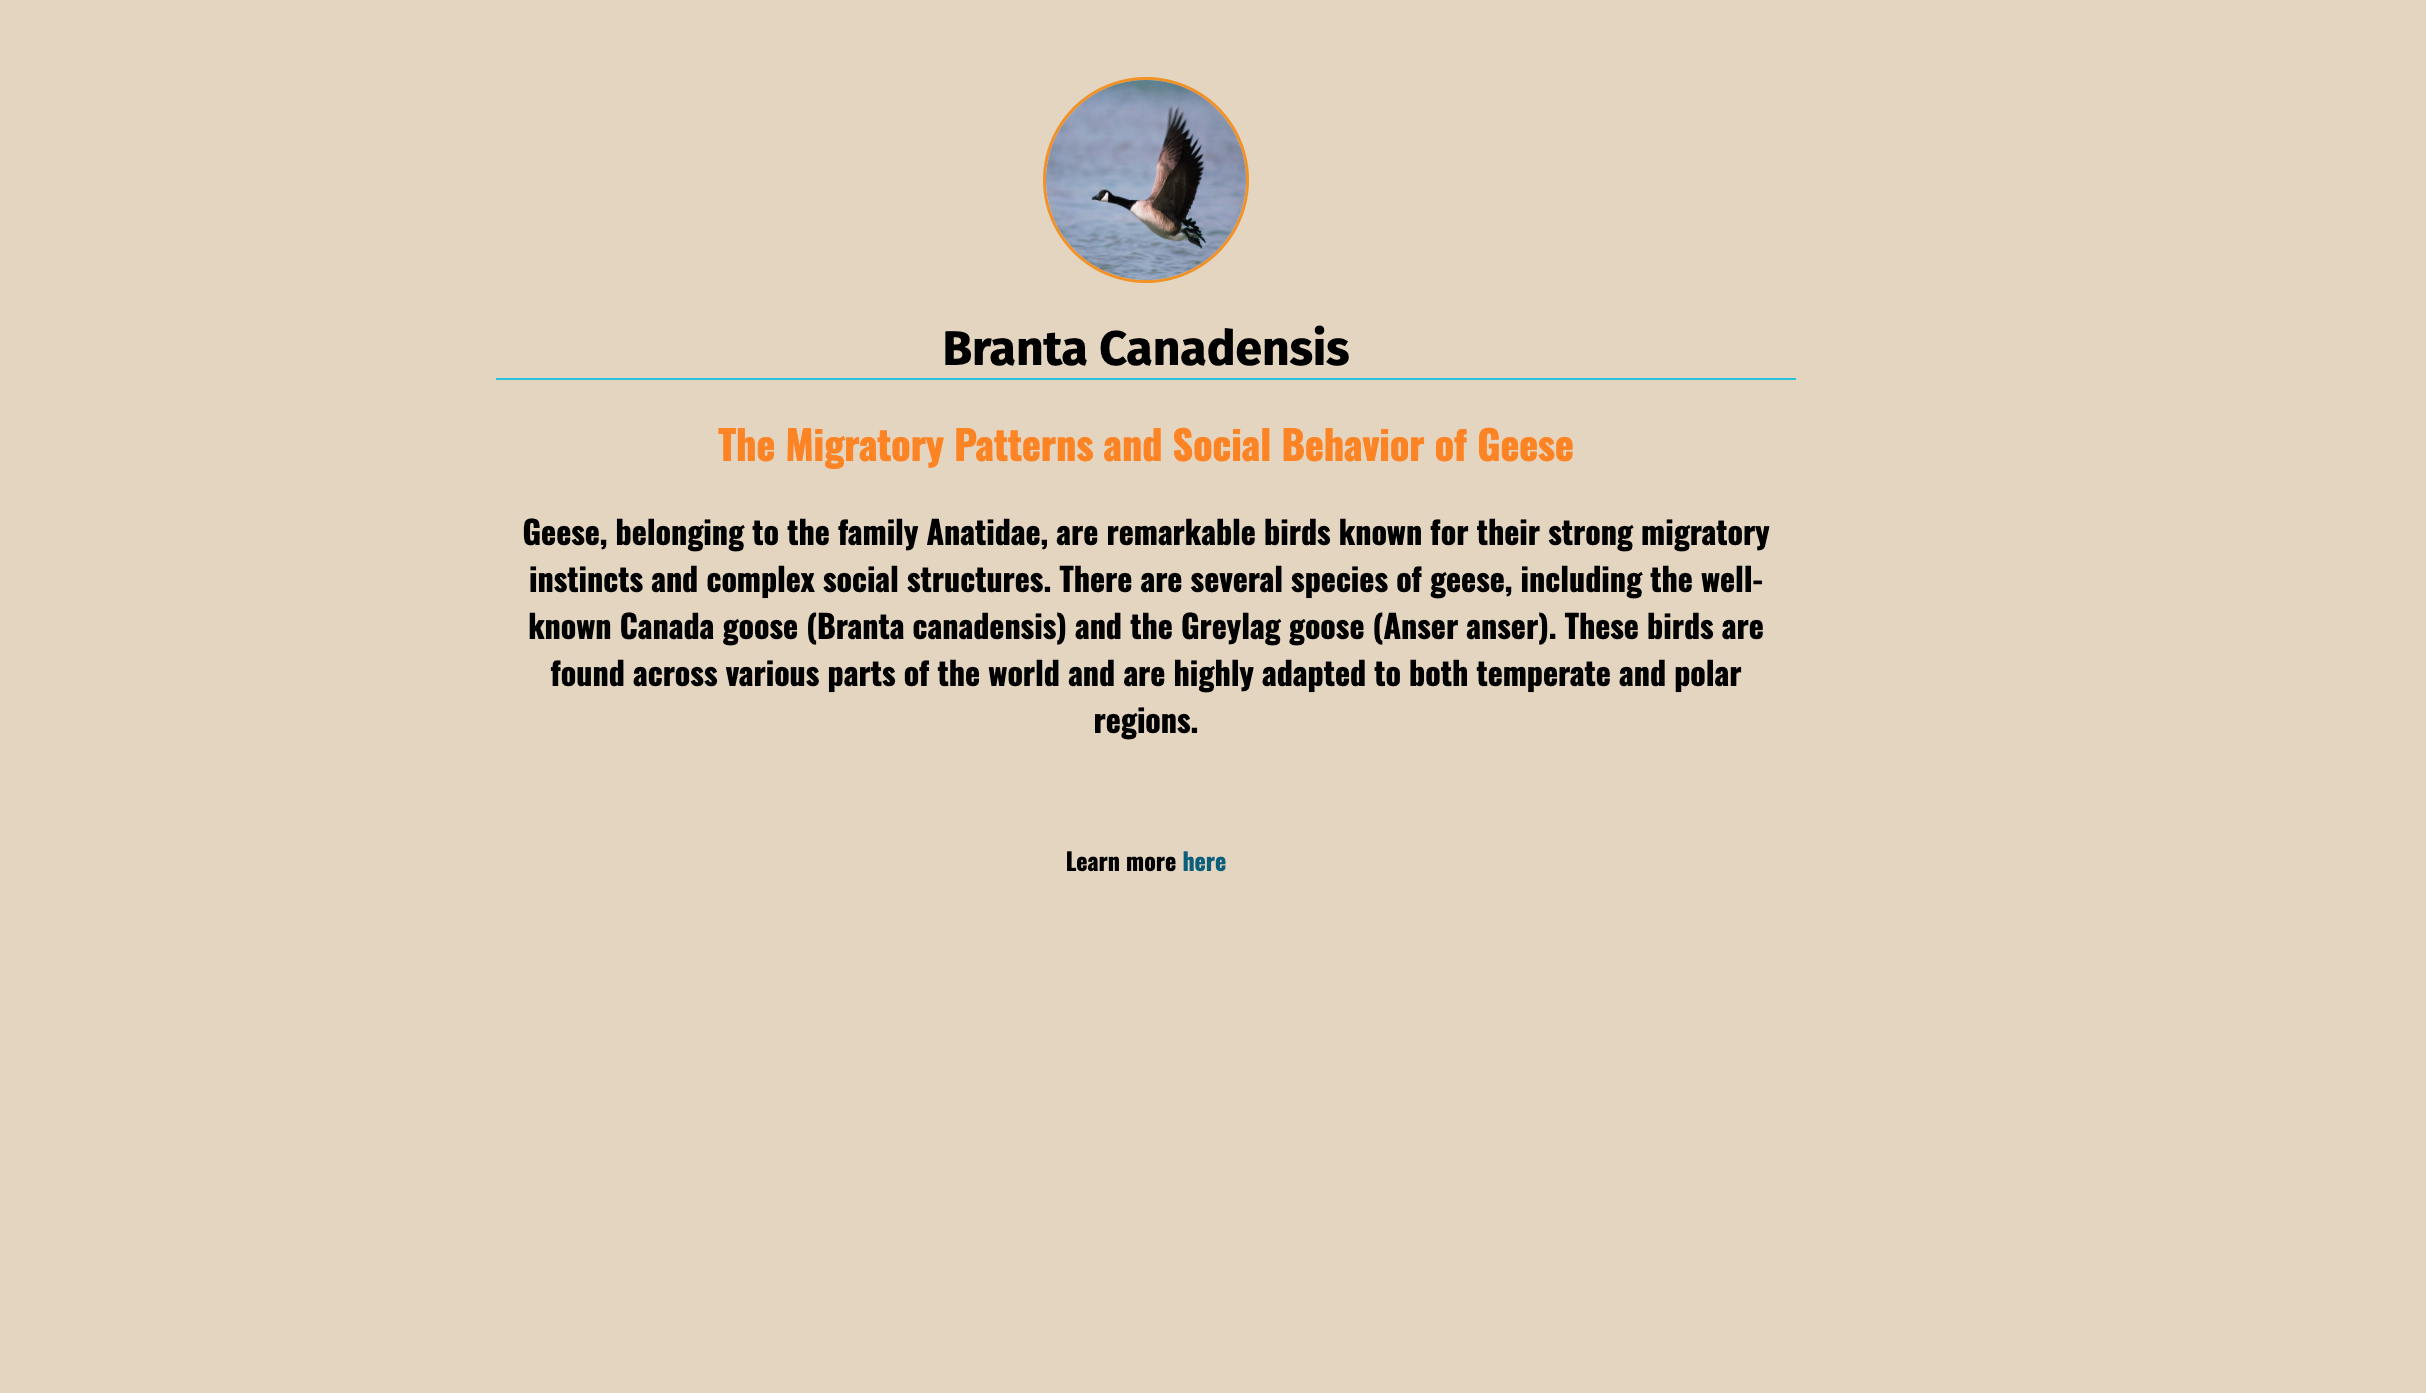 Branta Canadensis
The Migratory Patterns and Social Behavior of Geese
Geese, belonging to the family Anatidae, are remarkable birds known for their strong migratory
instincts and complex social structures. There are several species of geese, including the well-
known Canada goose (Branta canadensis) and the Greylag goose (Anser anser). These birds are
found across various parts of the world and are highly adapted to both temperate and polar
regions.
Learn more here